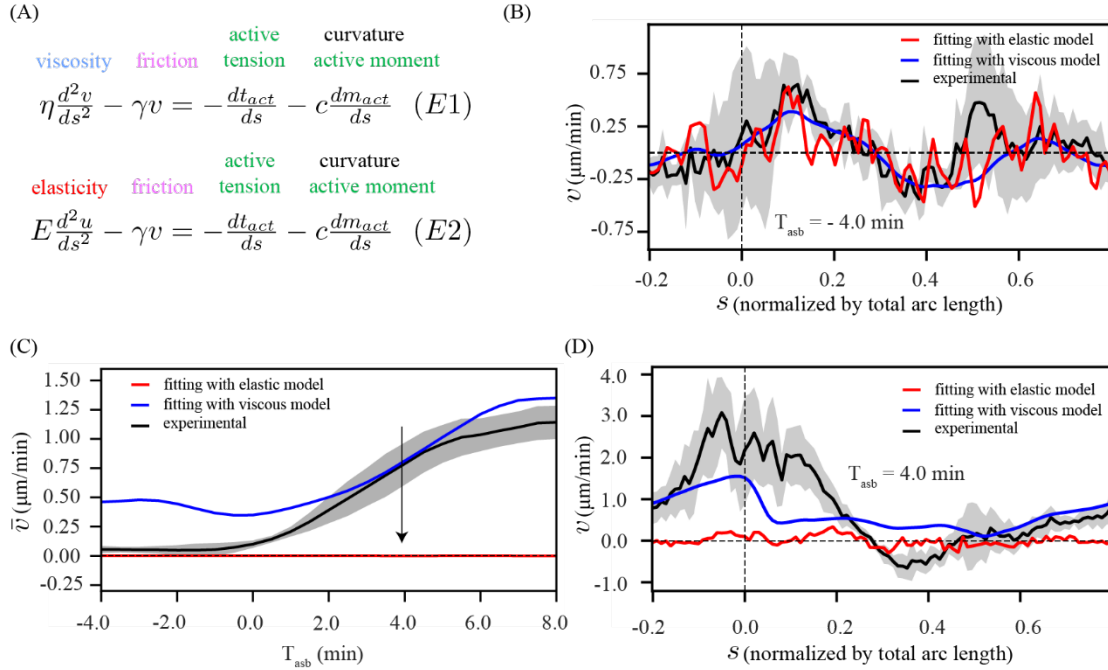 (A)
active curvature
viscosity friction tension active moment
η d²v/ds² − γv = − dt_act/ds − c dm_act/ds (E1)
active curvature
elasticity friction tension active moment
E d²u/ds² − γv = − dt_act/ds − c dm_act/ds (E2)
(B)
fitting with elastic model
fitting with viscous model
experimental
0.75
0.25
-0.25
-0.75
υ (μm/min)
T_asb = - 4.0 min
-0.2 0.0 0.2 0.4 0.6
s (normalized by total arc length)
(C)
fitting with elastic model
fitting with viscous model
experimental
1.50
1.25
1.00
0.75
0.50
0.25
0.00
-0.25
ῡ (μm/min)
-4.0 -2.0 0.0 2.0 4.0 6.0 8.0
T_asb (min)
(D)
fitting with elastic model
fitting with viscous model
experimental
4.0
3.0
2.0
1.0
0.0
-1.0
υ (μm/min)
T_asb = 4.0 min
-0.2 0.0 0.2 0.4 0.6
s (normalized by total arc length)